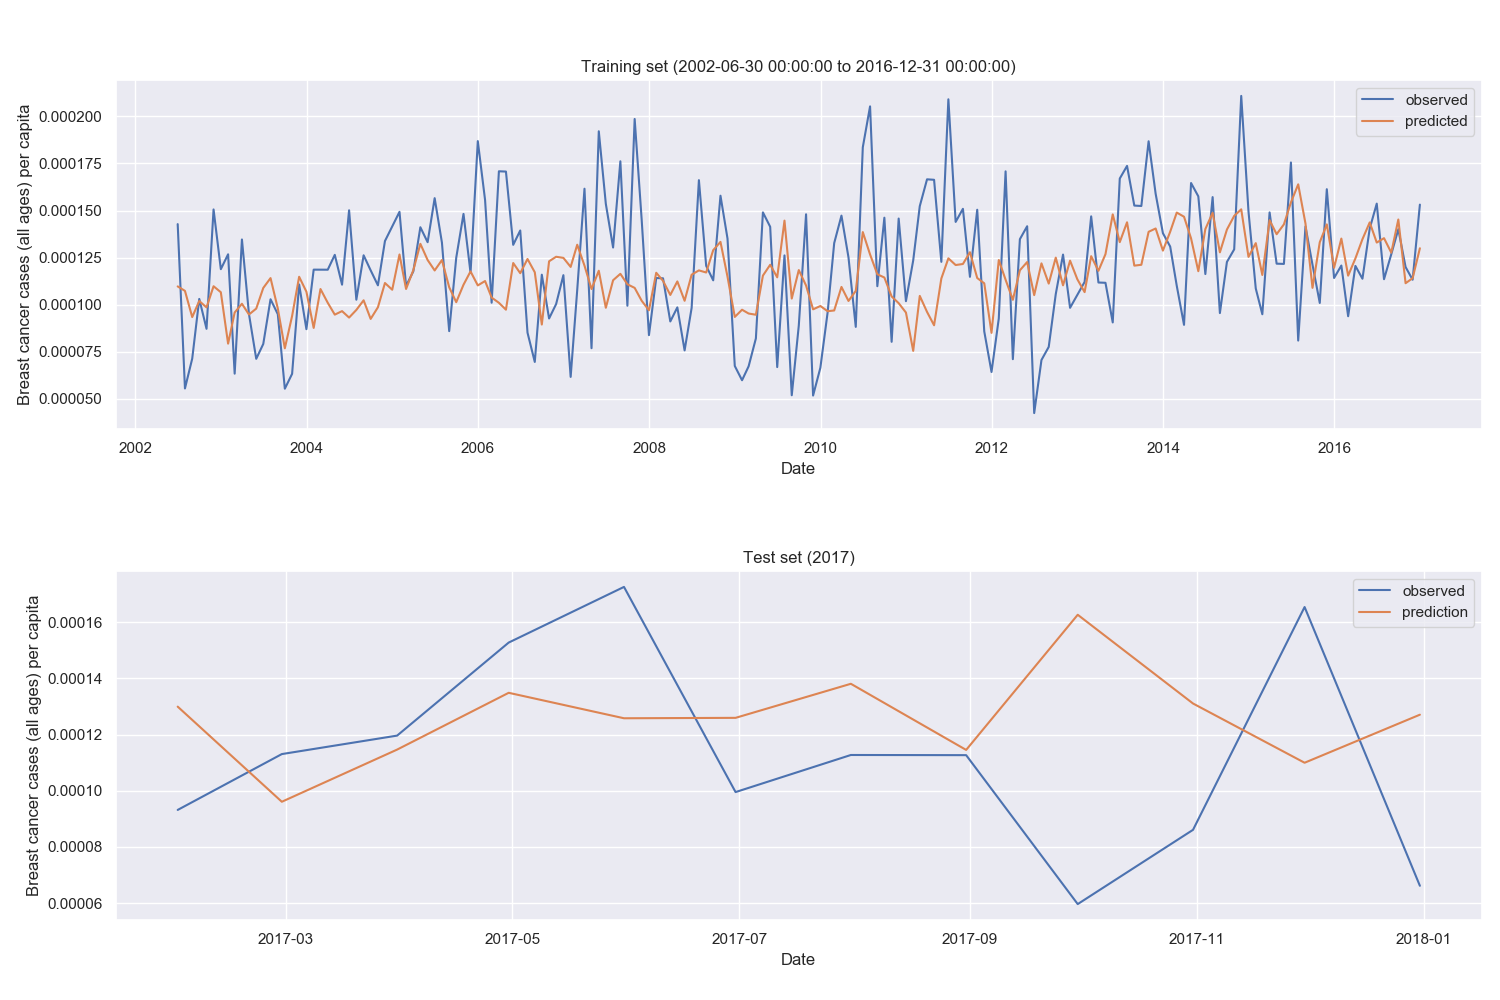 Training set (2002-06-30 00:00:00 to 2016-12-31 00:00:00)
Breast cancer cases (all ages) per capita
0.000200
0.000175
0.000150
0.000125
0.000100
0.000075
0.000050
observed
predicted
2002
2004
2006
2008
2010
2012
2014
2016
Date
Test set (2017)
Breast cancer cases (alll ages) per capita
0.00016
0.00014
0.00012
0.00010
0.00008
0.00006
observed
prediction
2017-03
2017-05
2017-07
2017-09
2017-11
2018-01
Date